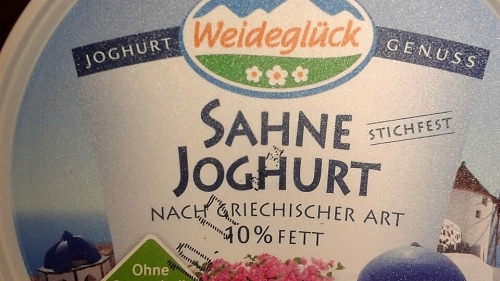 Weideglück
JOGHURT GENUSS
SAHNE
JOGHURT
STICHFEST
NACH GRIECHISCHER ART
10% FETT
Ohne